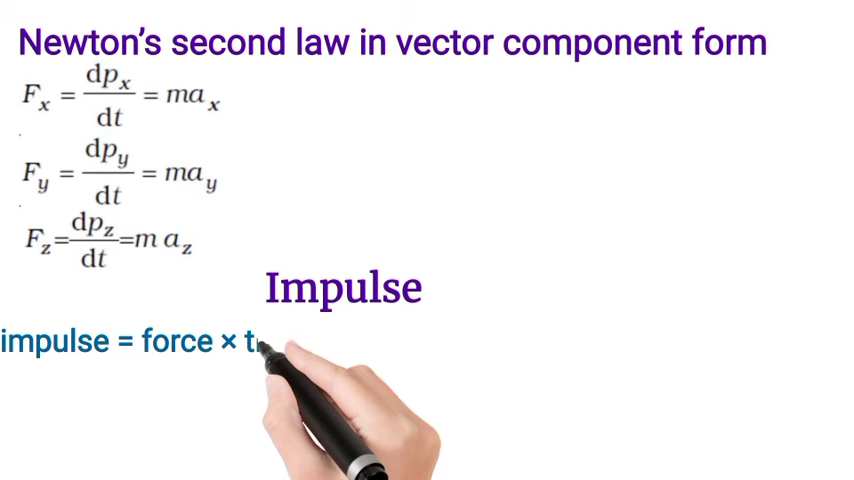 Newton’s second law in vector component form
Fx = dpx/dt = max
Fy = dpy/dt = may
Fz=dpz/dt=m az
Impulse
impulse = force ×